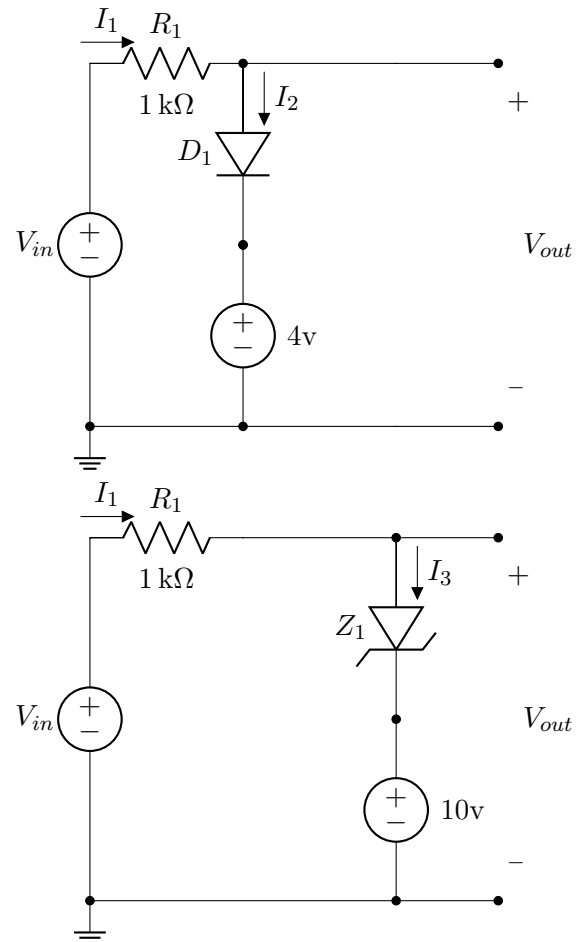 I1 R1
1 kΩ
I2
D1
+
Vin
+
−
Vout
+
−
4v
−
I1 R1
1 kΩ
I3
Z1
+
Vin
+
−
Vout
+
−
10v
−